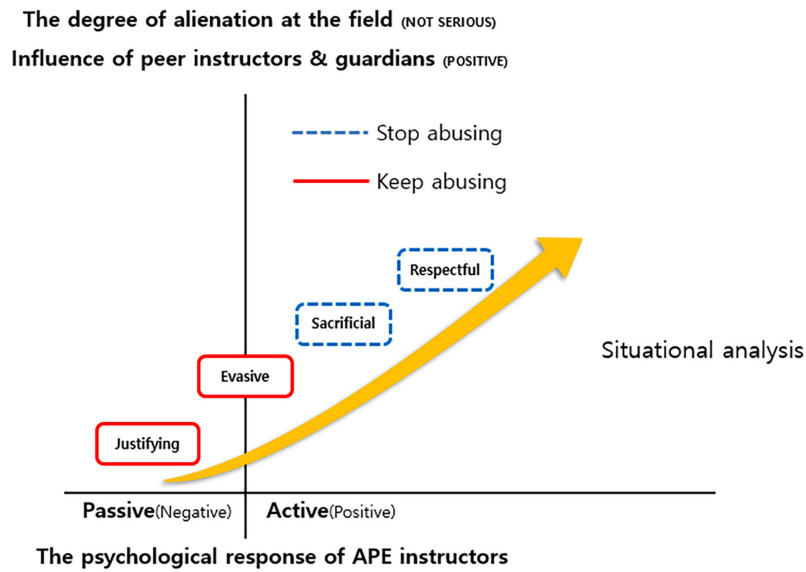 The degree of alienation at the field (NOT SERIOUS)
Influence of peer instructors & guardians (POSITIVE)
Stop abusing
Keep abusing
Respectful
Sacrificial
Situational analysis
Evasive
Justifying
Passive(Negative) Active(Positive)
The psychological response of APE instructors